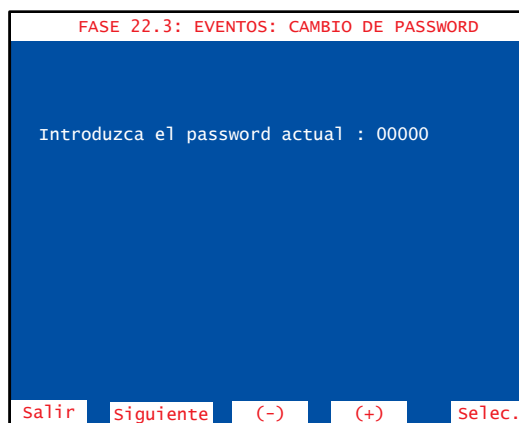 FASE 22.3: EVENTOS: CAMBIO DE PASSWORD
Introduzca el password actual : 00000
Salir Siguiente (-) (+) Selec.